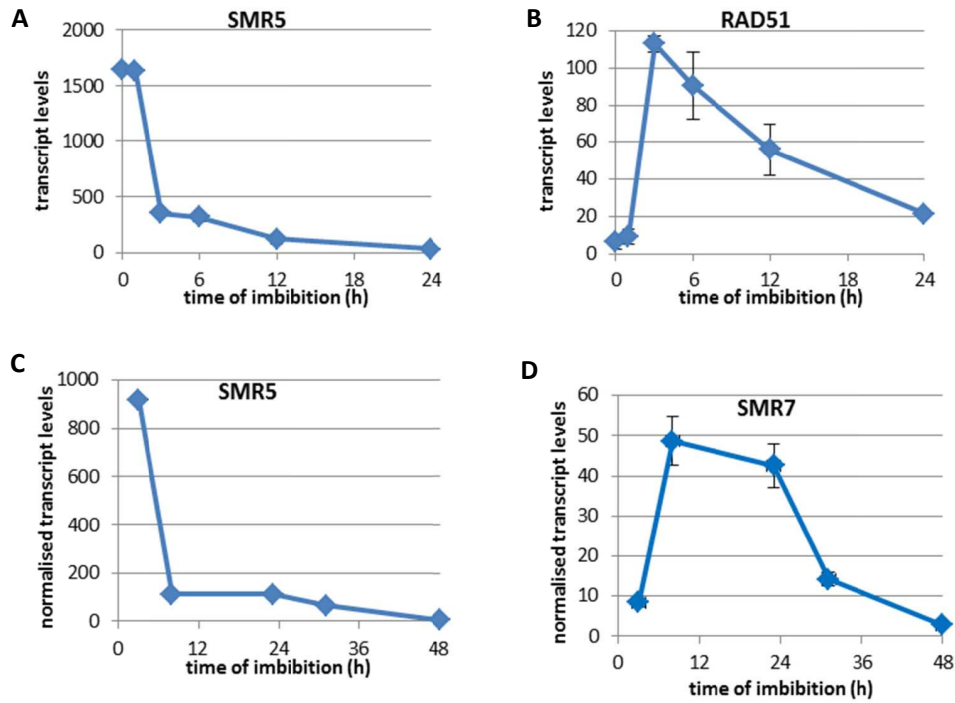 A
SMR5
transcript levels
2000
1500
1000
500
0
0 6 12 18 24
time of imbibition (h)
B
RAD51
transcript levels
120
100
80
60
40
20
0
0 6 12 18 24
time of imbibition (h)
C
SMR5
normalised transcript levels
1000
800
600
400
200
0
0 12 24 36 48
time of imbibition (h)
D
SMR7
normalised transcript levels
60
50
40
30
20
10
0
0 12 24 36 48
time of imbibition (h)